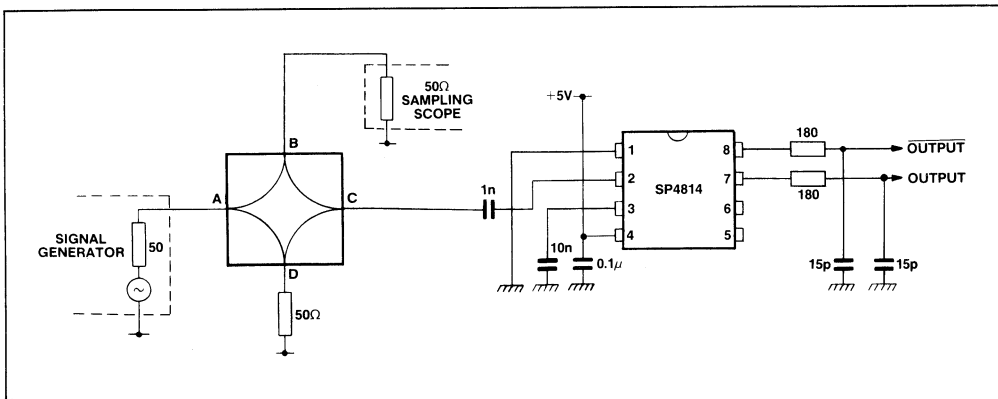 50Ω
SAMPLING
SCOPE
B
A
C
D
SIGNAL
GENERATOR
50
50Ω
1n
+5V
10n
0.1μ
SP4814
1
2
3
4
8
7
6
5
180
180
OUTPUT
OUTPUT
15p
15p